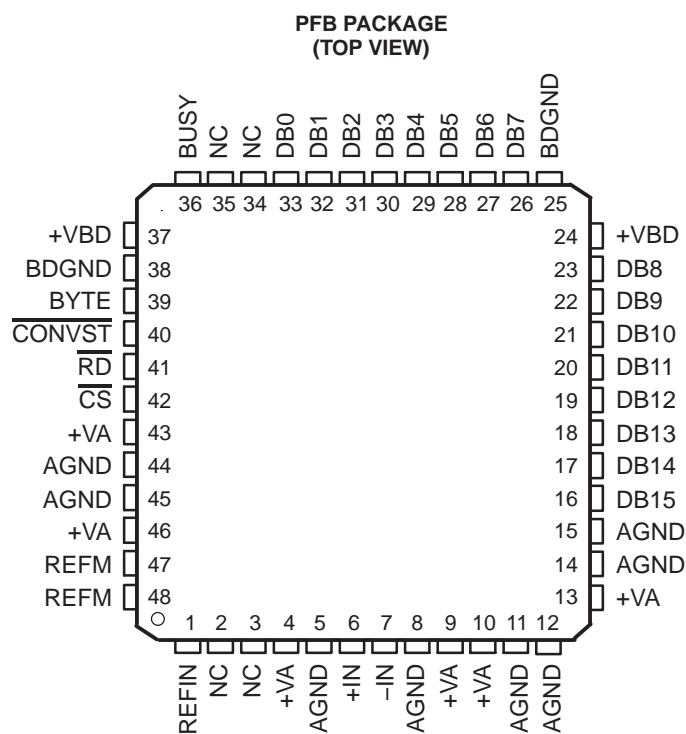 PFB PACKAGE
(TOP VIEW)
BUSY NC NC DB0 DB1 DB2 DB3 DB4 DB5 DB6 DB7 BDGND
36 35 34 33 32 31 30 29 28 27 26 25
+VBD 37 24 +VBD
BDGND 38 23 DB8
BYTE 39 22 DB9
CONVST 40 21 DB10
RD 41 20 DB11
CS 42 19 DB12
+VA 43 18 DB13
AGND 44 17 DB14
AGND 45 16 DB15
+VA 46 15 AGND
REFM 47 14 AGND
REFM 48 13 +VA
1 2 3 4 5 6 7 8 9 10 11 12
REFIN NC NC +VA AGND +IN −IN AGND +VA +VA AGND AGND